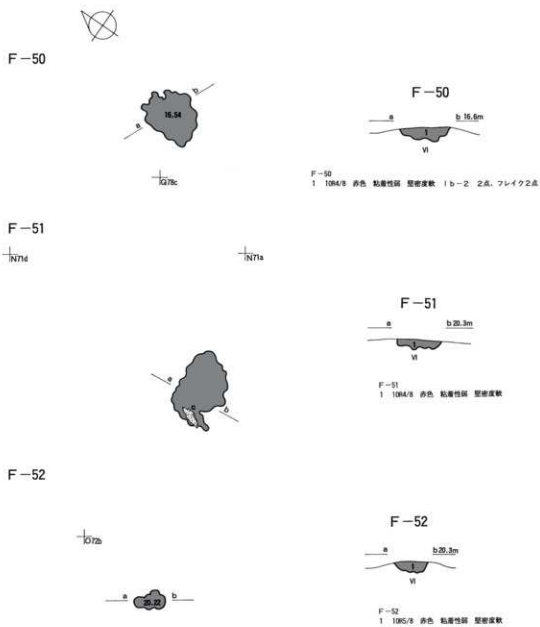 F-50
b
a
16.54
G78c
F-50
a
b 16.6m
1
VI
F-50
1 10R4/8 赤色 粘着性弱 堅密度軟 Ib-2 2点、フレイク2点
F-51
N71d
N71a
a
c
b
F-51
a
b20.3m
1
VI
F-51
1 10R4/8 赤色 粘着性弱 堅密度軟
F-52
O72b
a
20.22
b
F-52
a
b20.3m
1
VI
F-52
1 10R5/8 赤色 粘着性弱 堅密度軟